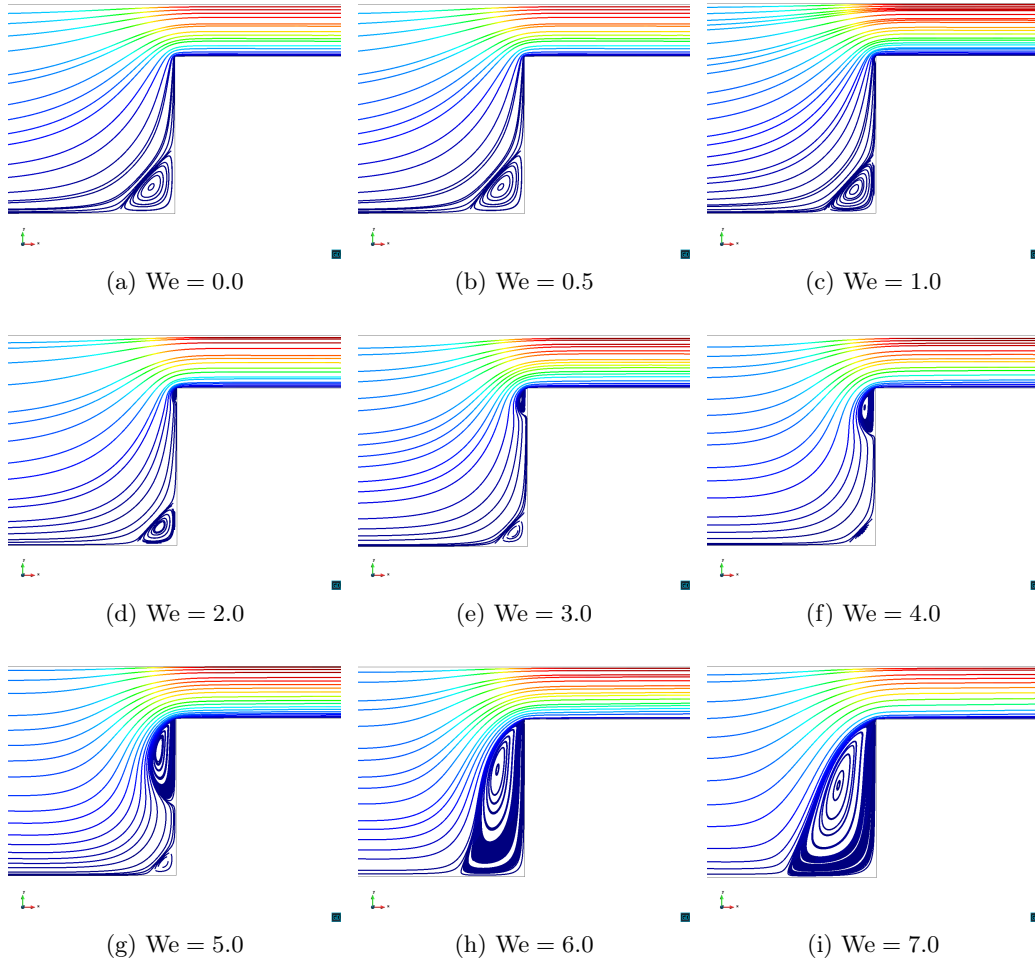 (a) We = 0.0
(b) We = 0.5
(c) We = 1.0
(d) We = 2.0
(e) We = 3.0
(f) We = 4.0
(g) We = 5.0
(h) We = 6.0
(i) We = 7.0